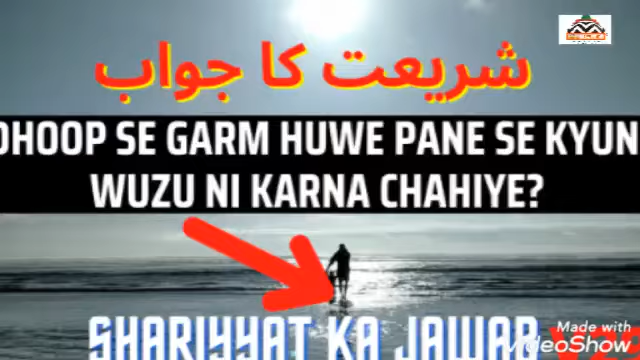 شریعت کا جواب
DHOOP SE GARM HUWE PANE SE KYUN
WUZU NI KARNA CHAHIYE?
SHARIYYAT KA JAWAB
Made with
VideoShow